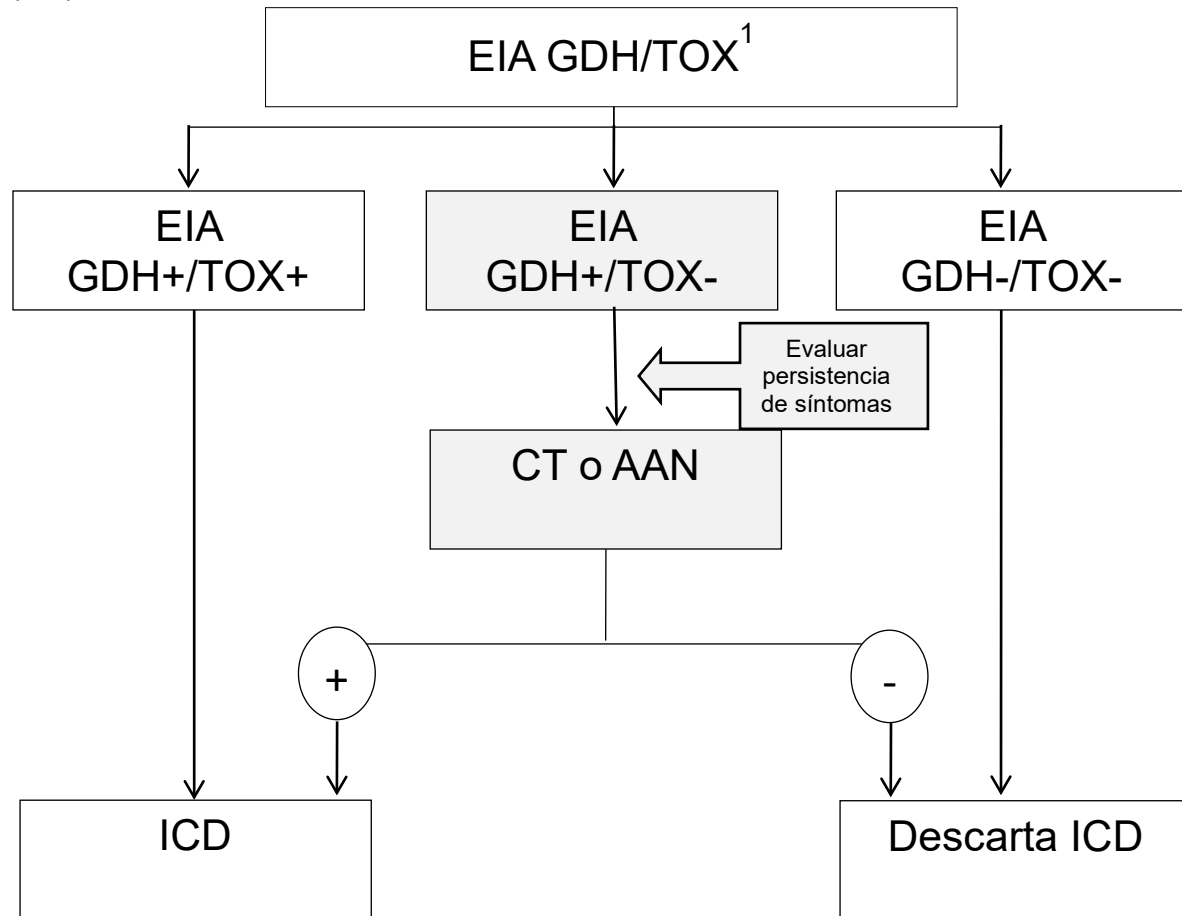 EIA GDH/TOX1
EIA
GDH+/TOX+
EIA
GDH+/TOX-
EIA
GDH-/TOX-
Evaluar
persistencia
de síntomas
CT o AAN
+
-
ICD
Descarta ICD